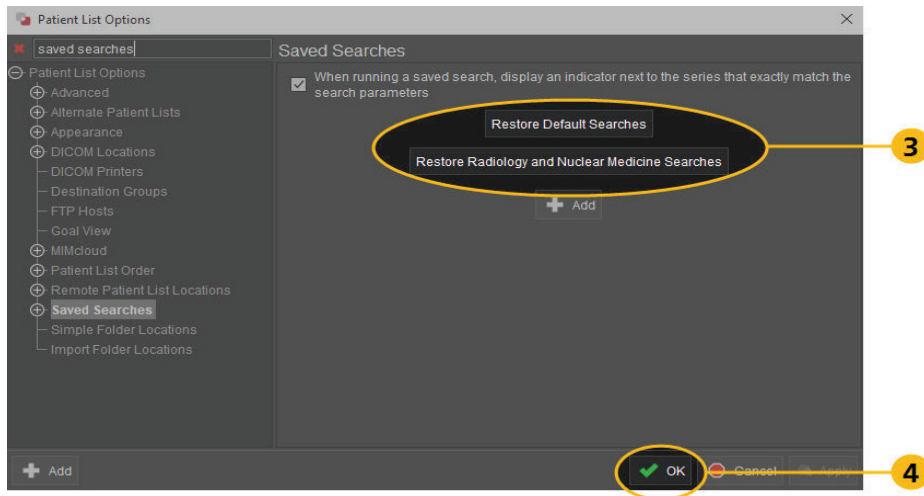 Patient List Options
saved searches
Saved Searches
Patient List Options
Advanced
Alternate Patient Lists
Appearance
DICOM Locations
DICOM Printers
Destination Groups
FTP Hosts
Goal View
MIMcloud
Patient List Order
Remote Patient List Locations
Saved Searches
Simple Folder Locations
Import Folder Locations
When running a saved search, display an indicator next to the series that exactly match the
search parameters
Restore Default Searches
Restore Radiology and Nuclear Medicine Searches
Add
3
Add
OK
Cancel
Apply
4